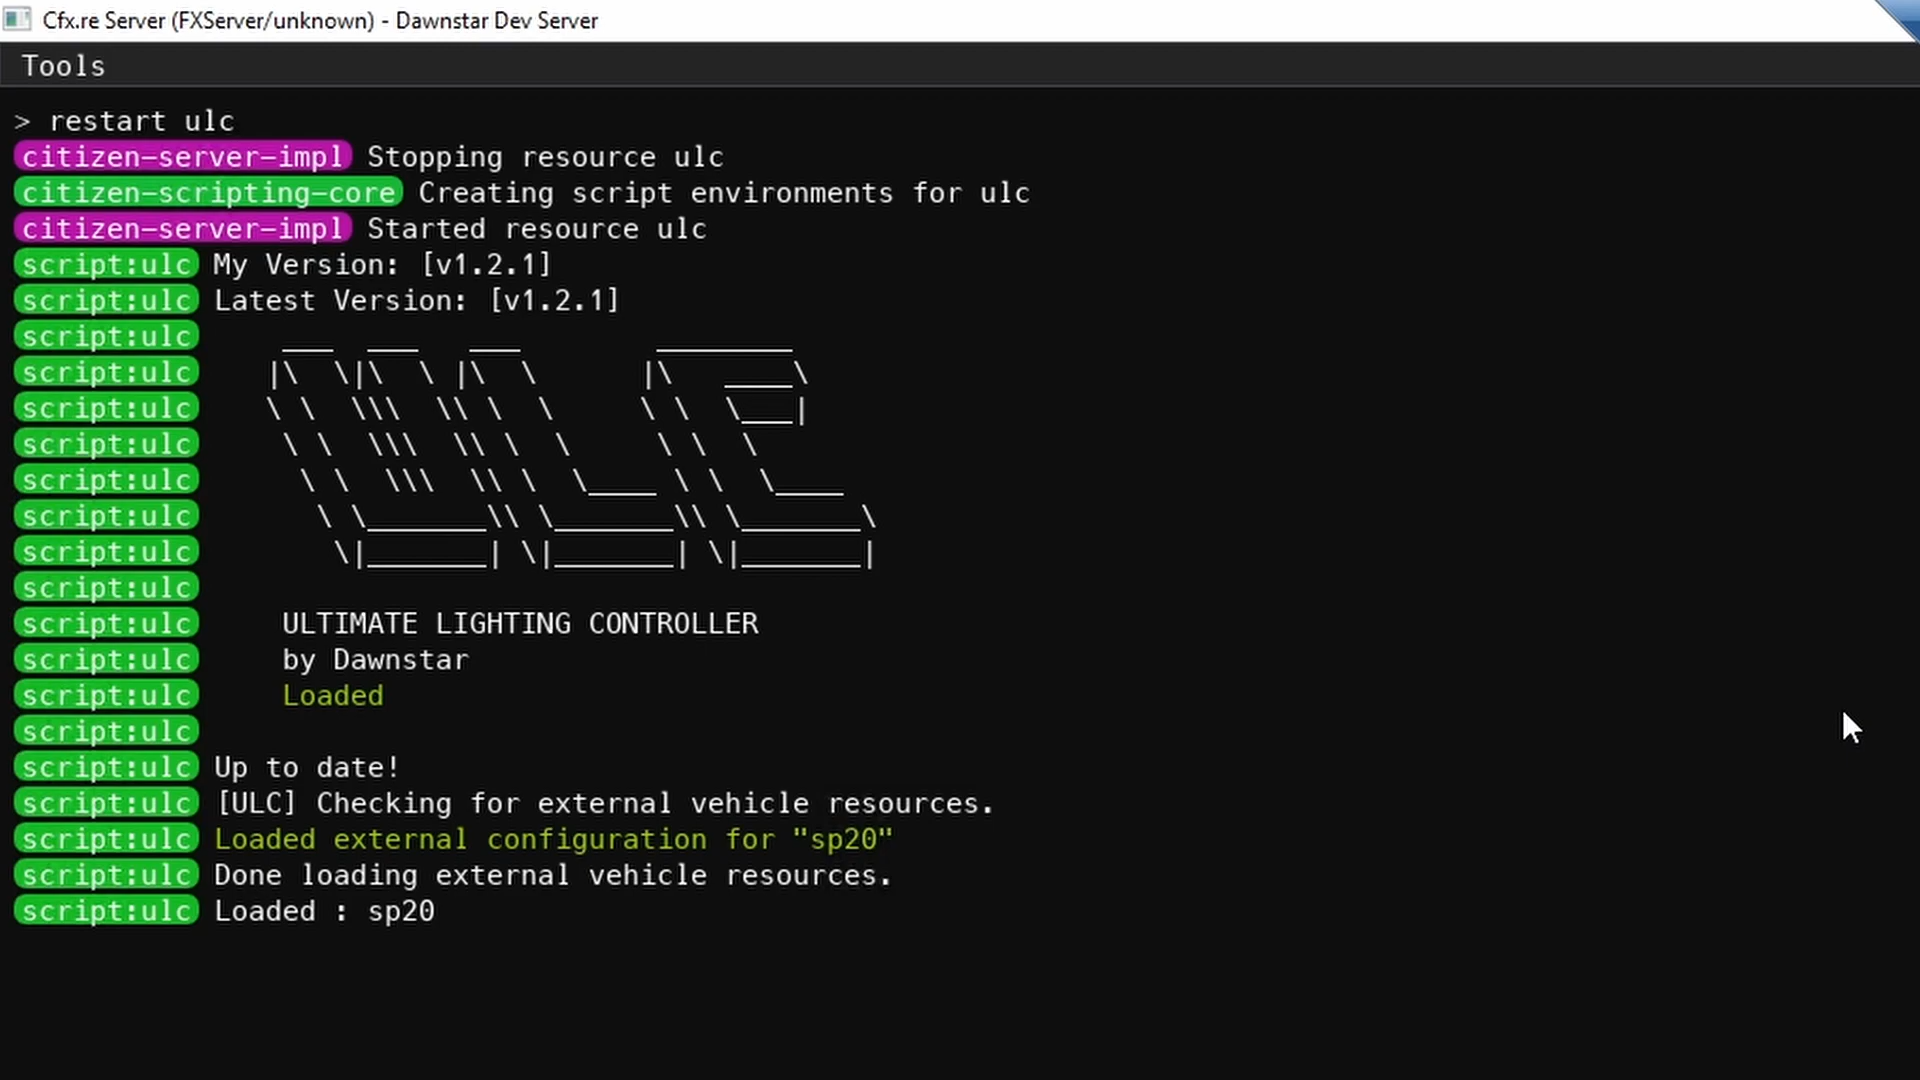 Cfx.re Server (FXServer/unknown) - Dawnstar Dev Server
Tools
> restart ulc
citizen-server-impl Stopping resource ulc
citizen-scripting-core Creating script environments for ulc
citizen-server-impl Started resource ulc
script:ulc My Version: [v1.2.1]
script:ulc Latest Version: [v1.2.1]
script:ulc
script:ulc
script:ulc
script:ulc
script:ulc
script:ulc
script:ulc
script:ulc
script:ulc ULTIMATE LIGHTING CONTROLLER
script:ulc by Dawnstar
script:ulc Loaded
script:ulc
script:ulc Up to date!
script:ulc [ULC] Checking for external vehicle resources.
script:ulc Loaded external configuration for "sp20"
script:ulc Done loading external vehicle resources.
script:ulc Loaded : sp20